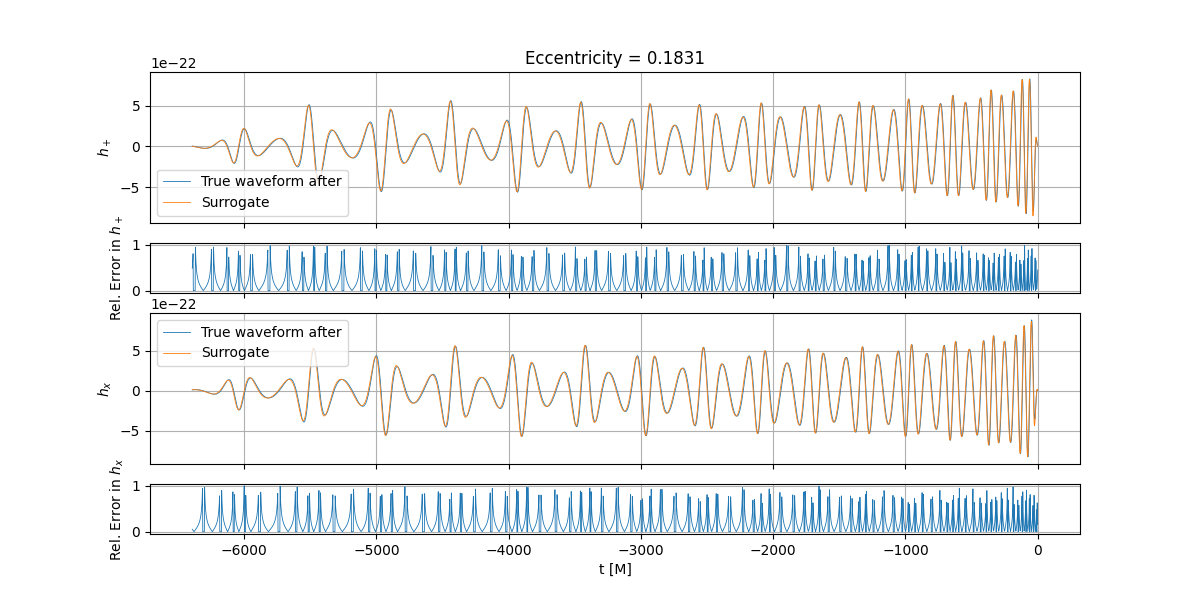 Eccentricity = 0.1831
1e−22
5
0
−5
h+
True waveform after
Surrogate
1
0
Rel. Error in h+
1e−22
5
0
−5
hx
True waveform after
Surrogate
1
0
Rel. Error in hx
−6000 −5000 −4000 −3000 −2000 −1000 0
t [M]